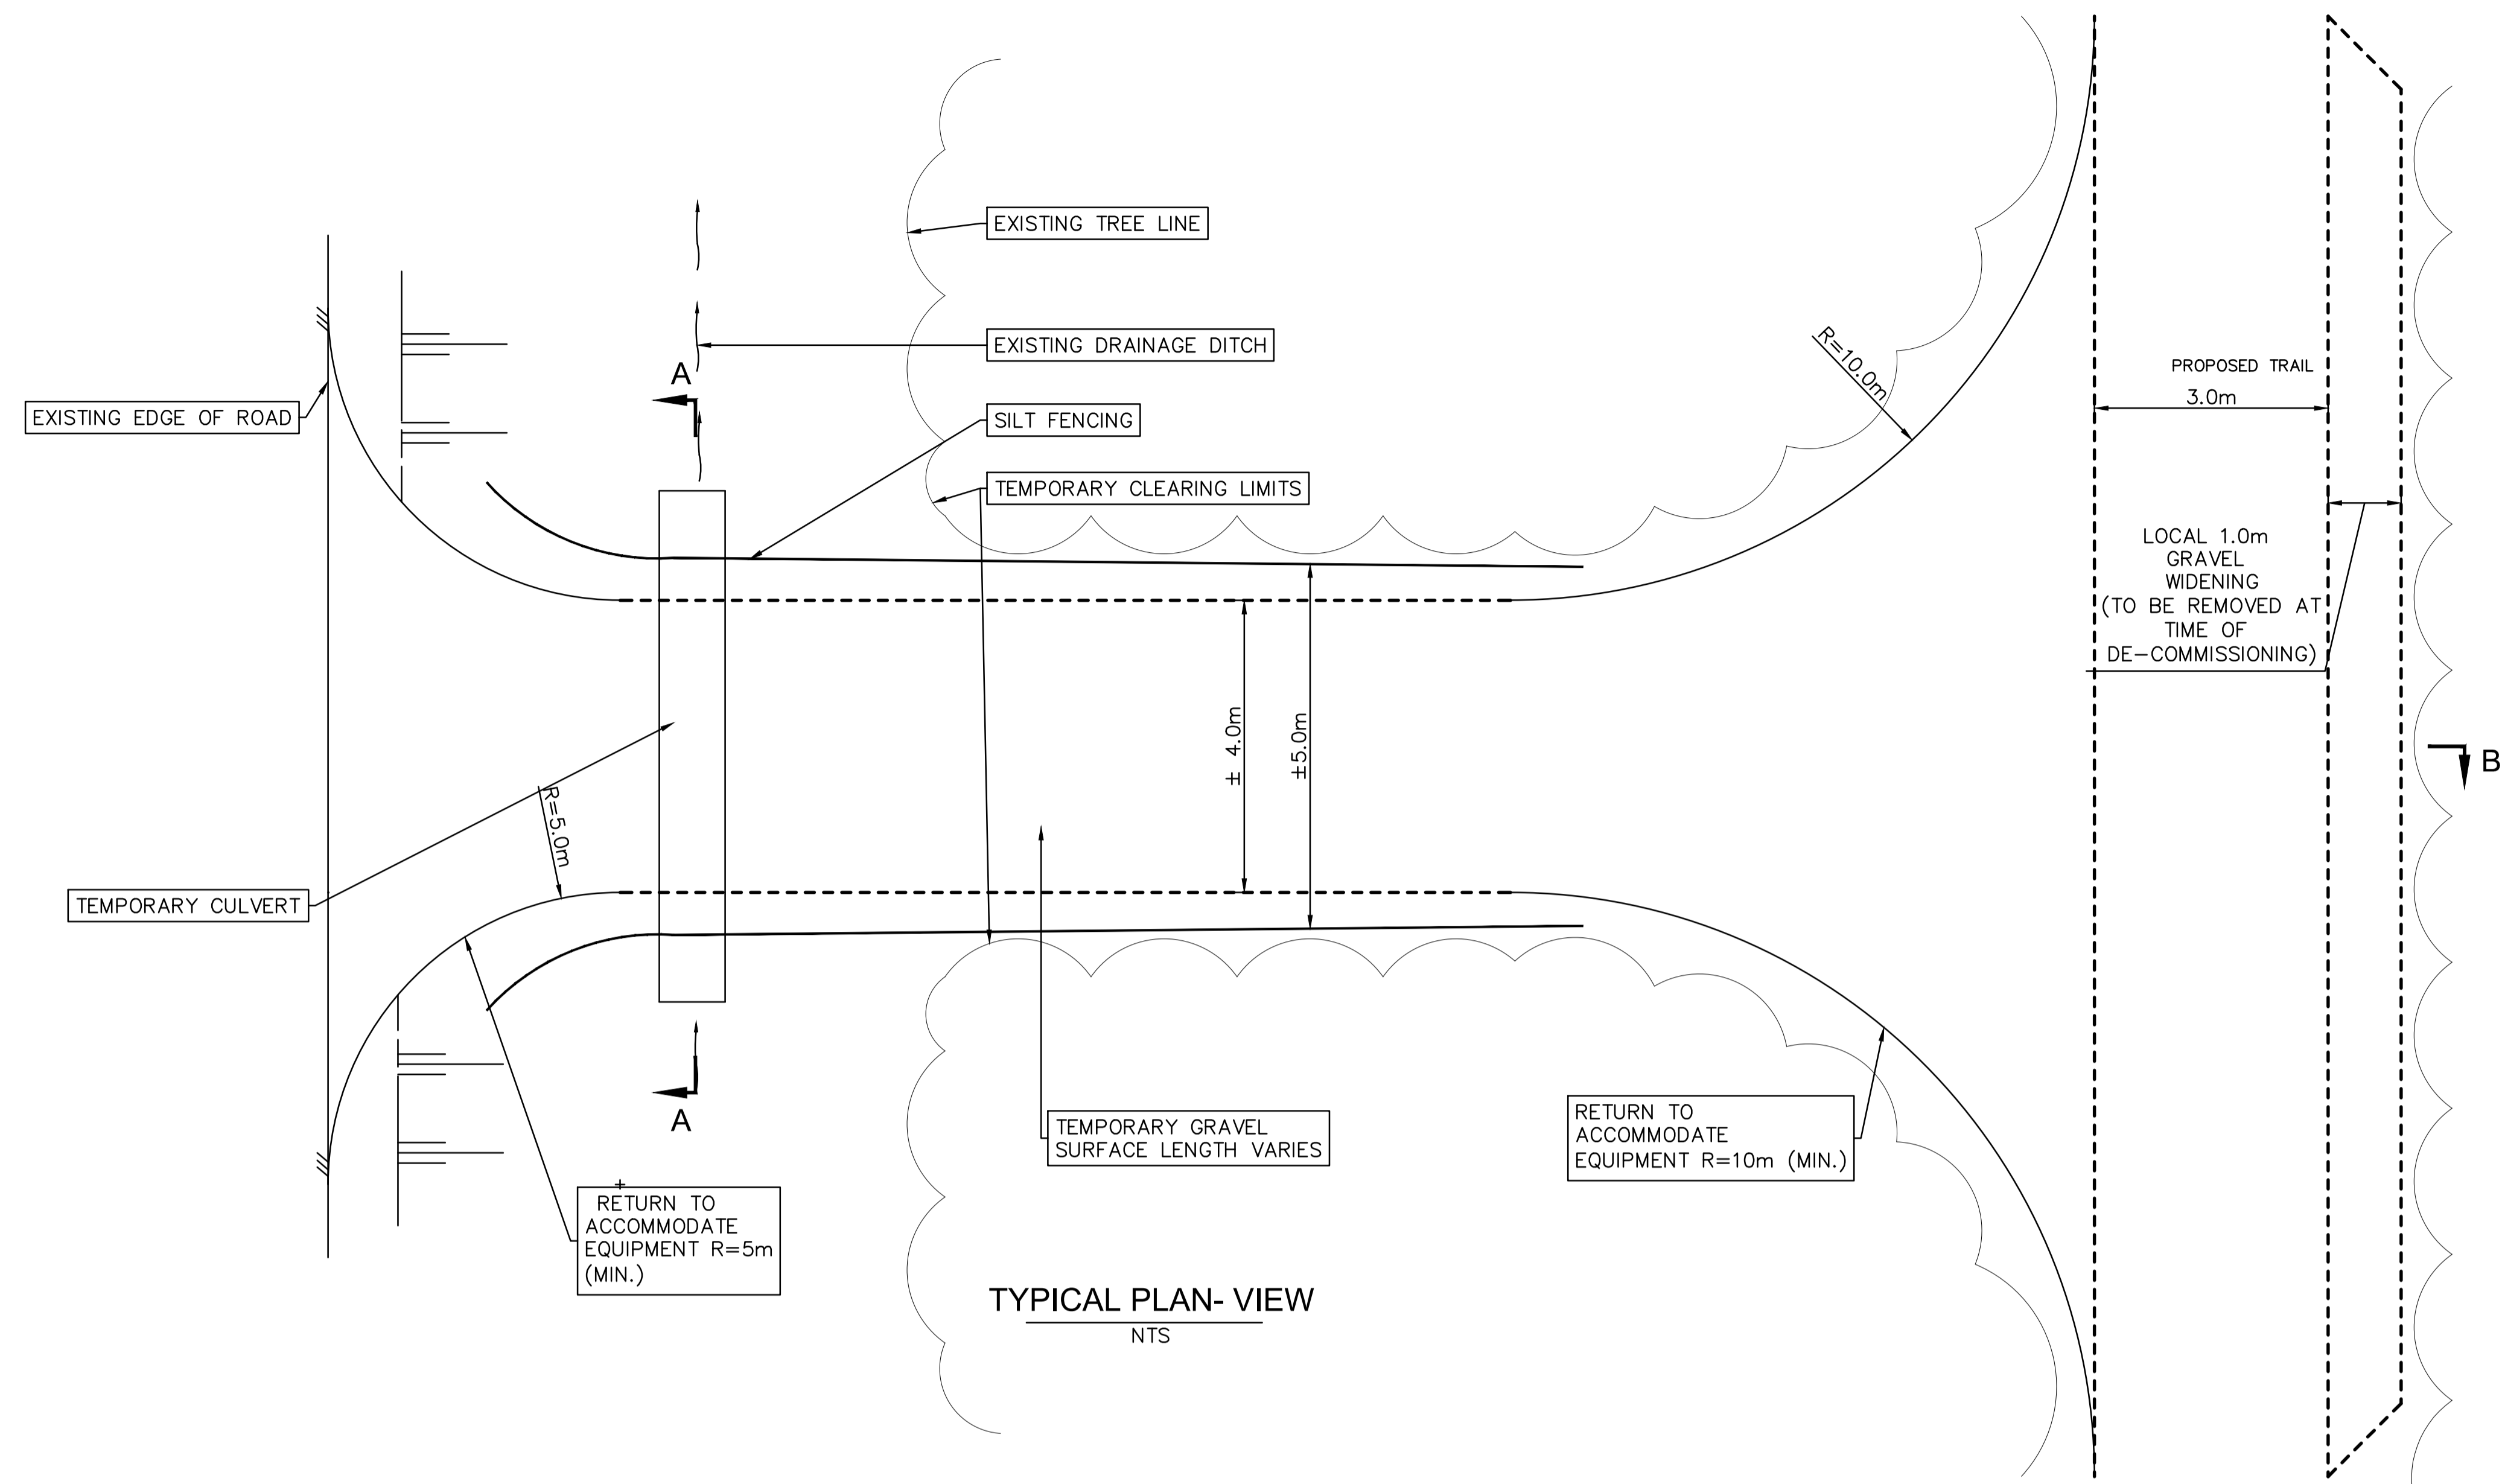 EXISTING TREE LINE
EXISTING DRAINAGE DITCH
A
SILT FENCING
EXISTING EDGE OF ROAD
TEMPORARY CLEARING LIMITS
R=10.0m
PROPOSED TRAIL
3.0m
LOCAL 1.0m
GRAVEL
WIDENING
(TO BE REMOVED AT
TIME OF
DE-COMMISSIONING)
± 4.0m
±5.0m
B
R=5.0m
TEMPORARY CULVERT
A
TEMPORARY GRAVEL
SURFACE LENGTH VARIES
RETURN TO
ACCOMMODATE
EQUIPMENT R=10m (MIN.)
RETURN TO
ACCOMMODATE
EQUIPMENT R=5m
(MIN.)
TYPICAL PLAN- VIEW
NTS